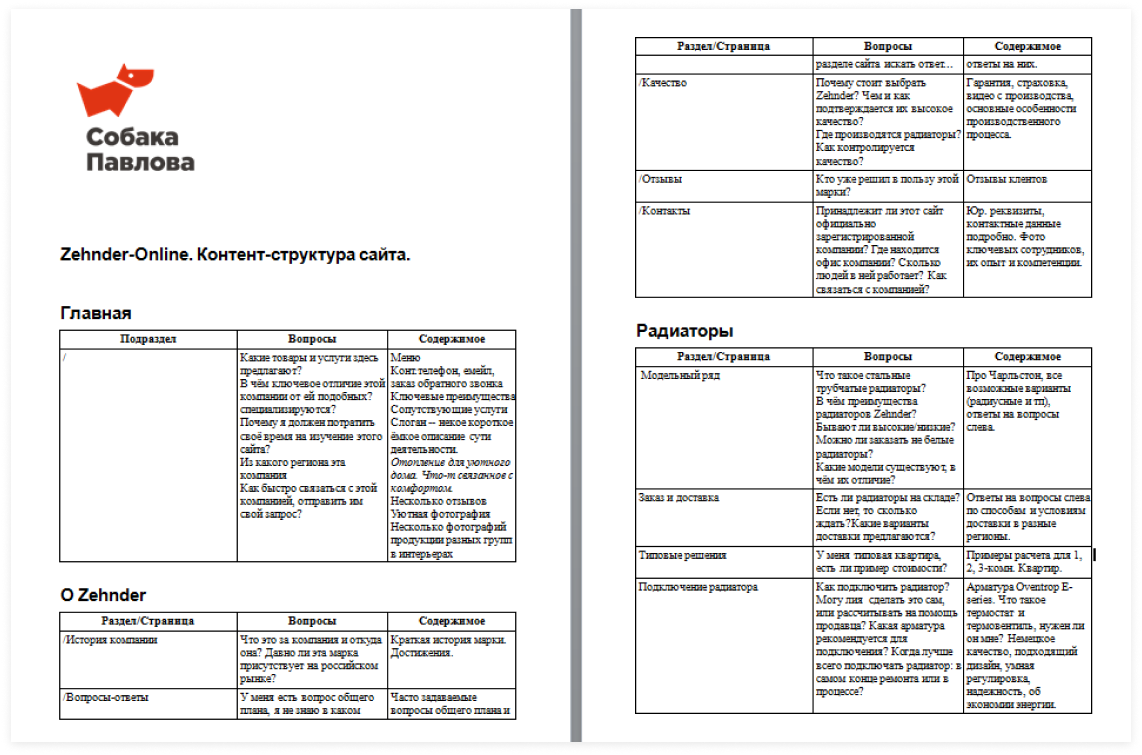 Собака
Павлова
Zehnder-Online. Контент-структура сайта.
Главная
Подраздел
Вопросы
Содержимое
/
Какие товары и услуги здесь
предлагают?
В чём ключевое отличие этой
компании от ей подобных?
специализируются?
Почему я должен потратить
своё время на изучение этого
сайта?
Из какого региона эта
компания
Как быстро связаться с этой
компанией, отправить им
свой запрос?
Меню
Конт.телефон, емейл,
заказ обратного звонка
Ключевые преимущества
Сопутствующие услуги
Слоган -- некое короткое
ёмкое описание сути
деятельности.
Отопление для уютного
дома. Что-т связанное с
комфортом.
Несколько отзывов
Уютная фотография
Несколько фотографий
продукции разных групп
в интерьерах
О Zehnder
Раздел/Страница
Вопросы
Содержимое
/История компании
Что это за компания и откуда
она? Давно ли эта марка
присутствует на российском
рынке?
Краткая история марки.
Достижения.
/Вопросы-ответы
У меня есть вопрос общего
плана, я не знаю в каком
Часто задаваемые
вопросы общего плана и
Раздел/Страница
Вопросы
Содержимое
разделе сайта искать ответ...
ответы на них.
/Качество
Почему стоит выбрать
Zehnder? Чем и как
подтверждается их высокое
качество?
Где производятся радиаторы?
Как контролируется
качество?
Гарантия, страховка,
видео с производства,
основные особенности
производственного
процесса.
/Отзывы
Кто уже решил в пользу этой
марки?
Отзывы клентов
/Контакты
Принадлежит ли этот сайт
официально
зарегистрированной
компании? Где находится
офис компании? Сколько
людей в ней работает? Как
связаться с компанией?
Юр. реквизиты,
контактные данные
подробно. Фото
ключевых сотрудников,
их опыт и компетенции.
Радиаторы
Раздел/Страница
Вопросы
Содержимое
Модельный ряд
Что такое стальные
трубчатые радиаторы?
В чём преимущества
радиаторов Zehnder?
Бывают ли высокие/низкие?
Можно ли заказать не белые
радиаторы?
Какие модели существуют, в
чём их отличие?
Про Чарльстон, все
возможные варианты
(радиусные и тп),
ответы на вопросы
слева.
Заказ и доставка
Есть ли радиаторы на складе?
Если нет, то сколько
ждать?Какие варианты
доставки предлагаются?
Ответы на вопросы слева
по способам и условиям
доставки в разные
регионы.
Типовые решения
У меня типовая квартира,
есть ли пример стоимости?
Примеры расчета для 1,
2, 3-комн. Квартир.
Подключение радиатора
Как подключить радиатор?
Могу лия сделать это сам,
или рассчитывать на помощь
продавца? Какая арматура
рекомендуется для
подключения? Когда лучше
всего подключать радиатор: в
самом конце ремонта или в
процессе?
Арматура Oventrop E-
series. Что такое
термостат и
термовентиль, нужен ли
он мне? Немецкое
качество, подходящий
дизайн, умная
регулировка,
надежность, об
экономии энергии.